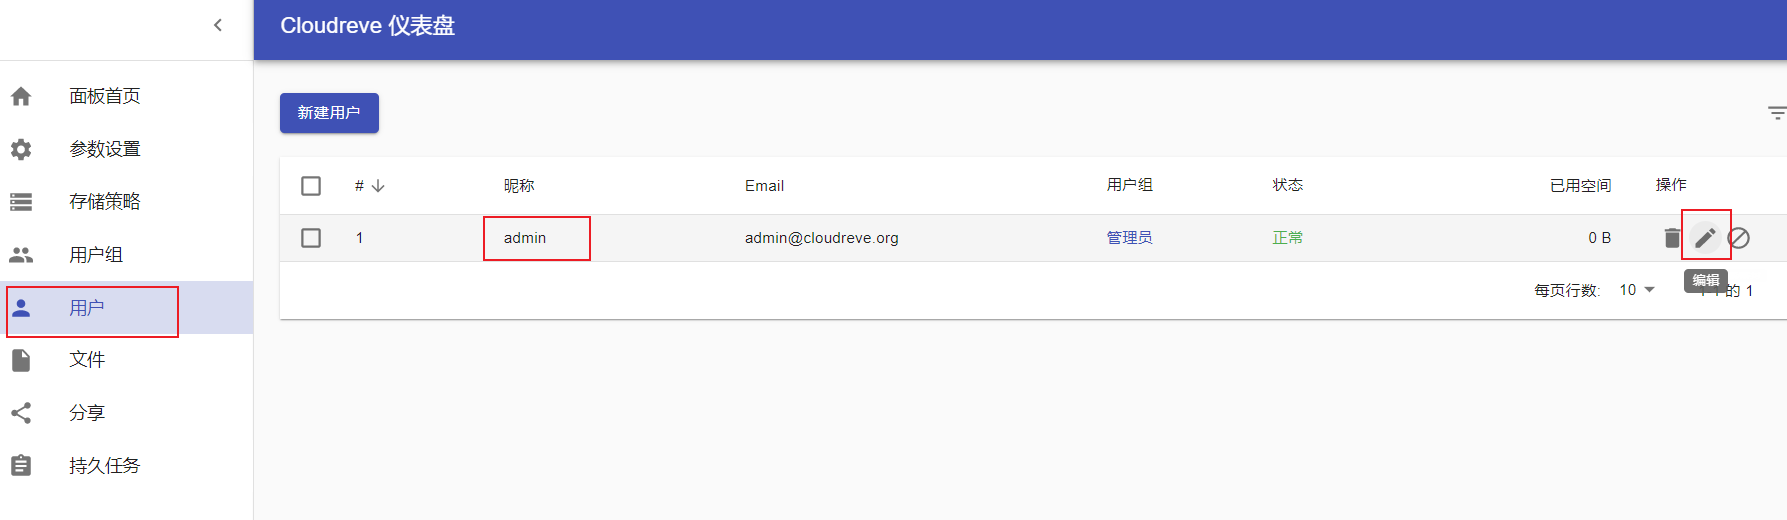 Cloudreve 仪表盘
面板首页
参数设置
存储策略
用户组
用户
文件
分享
持久任务
新建用户
# 昵称 Email 用户组 状态 已用空间 操作
1 admin admin@cloudreve.org 管理员 正常 0 B
编辑
每页行数: 10 的 1